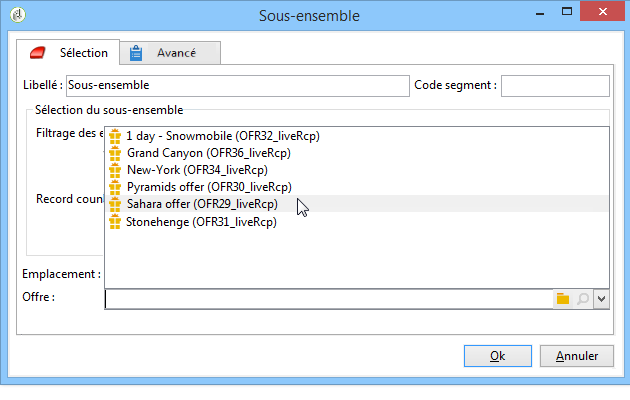 Sous-ensemble
Sélection
Avancé
Libellé :
Sous-ensemble
Code segment :
Sélection du sous-ensemble
Filtrage des
1 day - Snowmobile (OFR32_liveRcp)
Grand Canyon (OFR36_liveRcp)
New-York (OFR34_liveRcp)
Record
Pyramids offer (OFR30_liveRcp)
Sahara offer (OFR29_liveRcp)
Stonehenge (OFR31_liveRcp)
Emplacement :
Offre :
Ok
Annuler